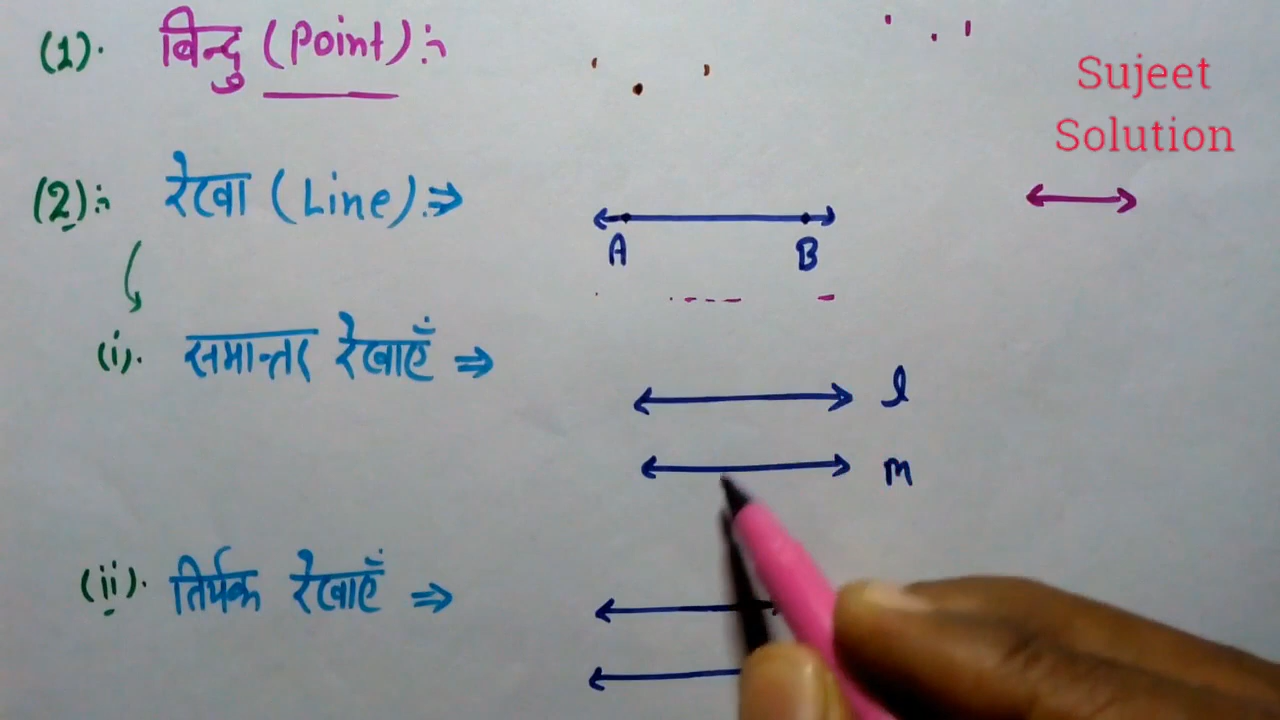 (1). बिन्दु (Point):-
Sujeet
Solution
(2):- रेखा (Line).⇒
A B
(i). समान्तर रेखाएँ ⇒
l
m
(ii). तिर्यक रेखाएँ ⇒